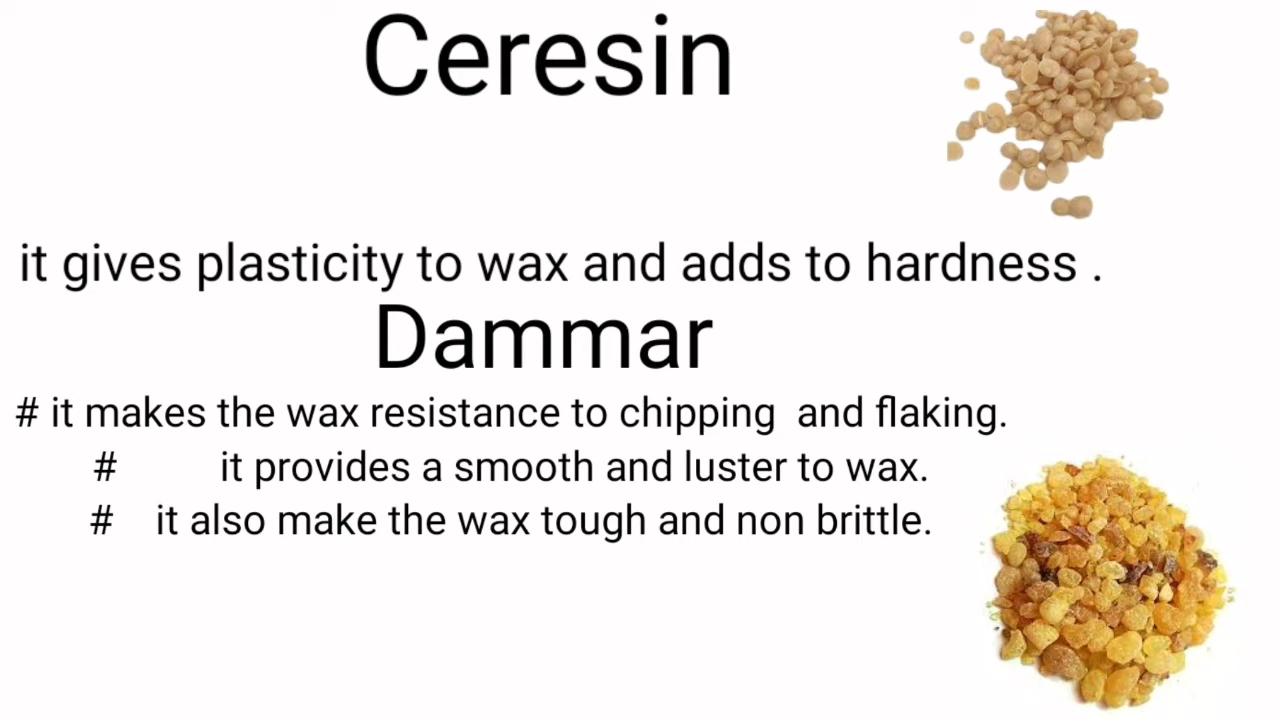 Ceresin
it gives plasticity to wax and adds to hardness .
Dammar
# it makes the wax resistance to chipping  and flaking.
# it provides a smooth and luster to wax.
# it also make the wax tough and non brittle.